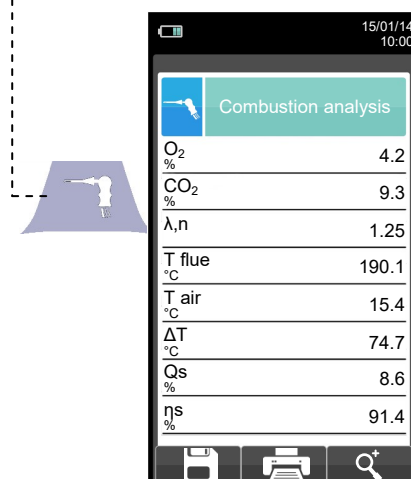 15/01/14
10:00
Combustion analysis
O₂
% 4.2
CO₂
% 9.3
λ,n 1.25
T flue
°C 190.1
T air
°C 15.4
ΔT
°C 74.7
Qs
% 8.6
ηs
% 91.4